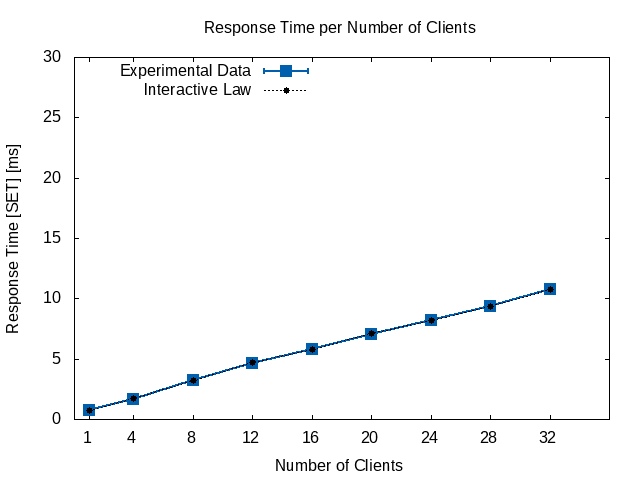 Response Time per Number of Clients
30
25
20
15
10
5
0
Response Time [SET] [ms]
Experimental Data
Interactive Law
1 4 8 12 16 20 24 28 32
Number of Clients